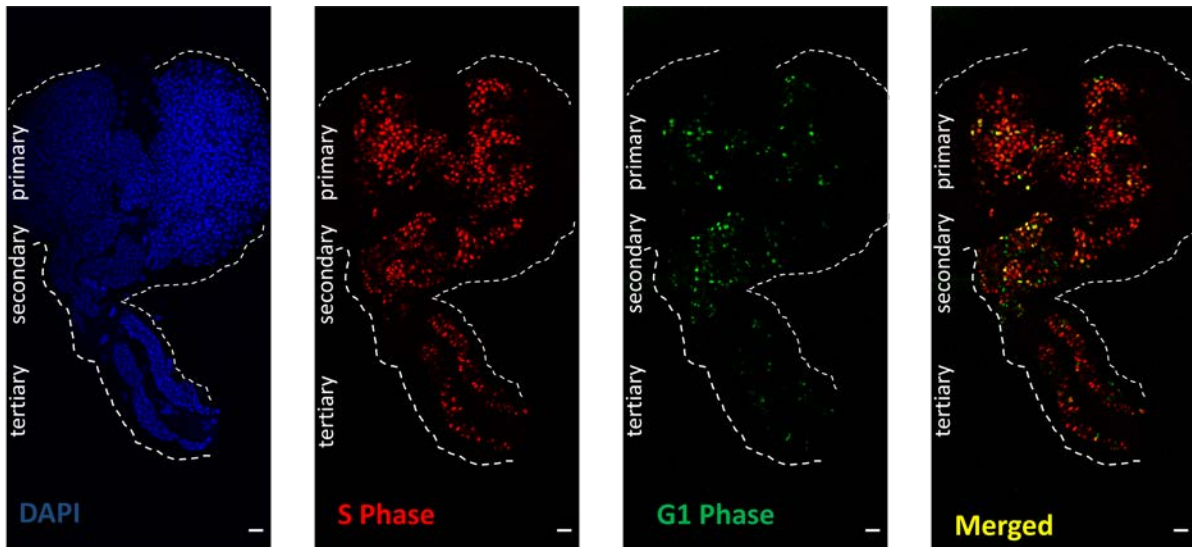 primary
secondary
tertiary
DAPI
primary
secondary
tertiary
S Phase
primary
secondary
tertiary
G1 Phase
primary
secondary
tertiary
Merged